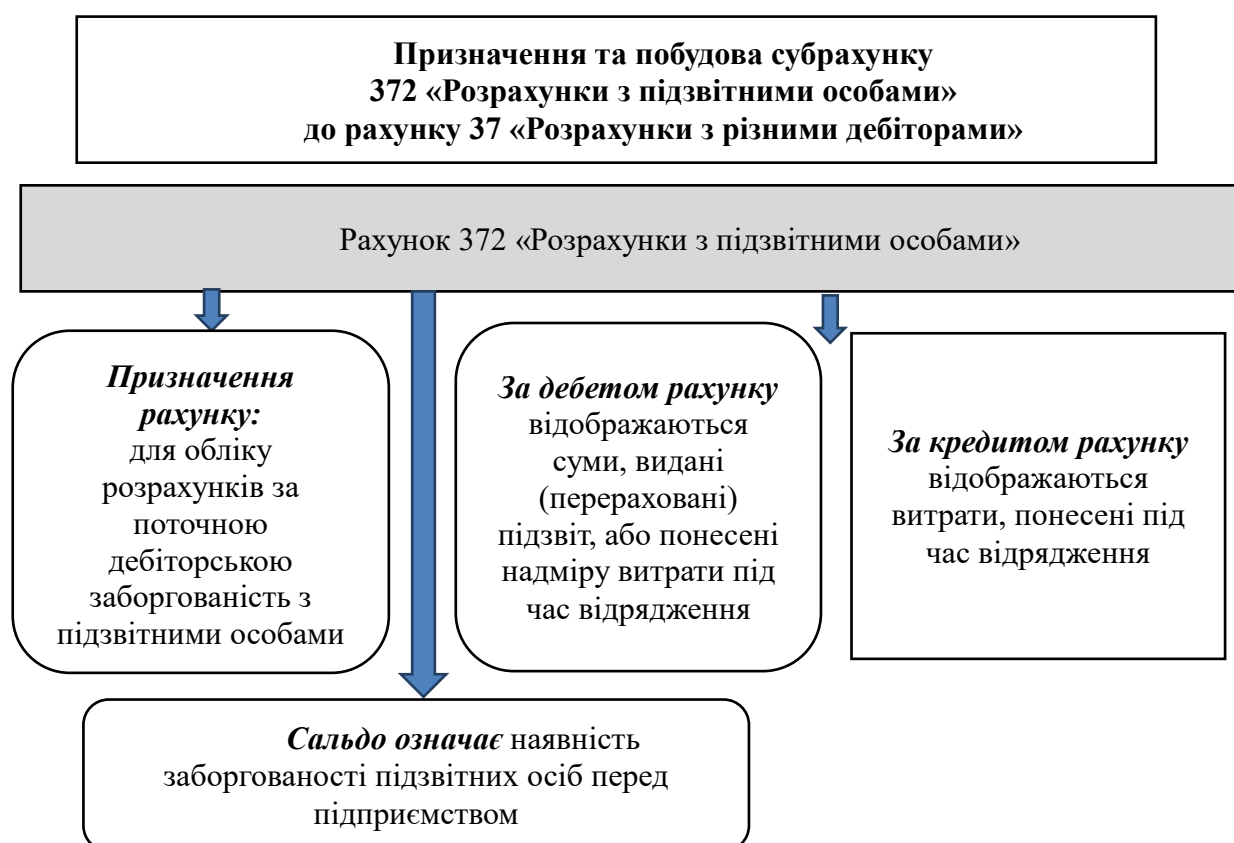 Призначення та побудова субрахунку
372 «Розрахунки з підзвітними особами»
до рахунку 37 «Розрахунки з різними дебіторами»
Рахунок 372 «Розрахунки з підзвітними особами»
Призначення
рахунку:
для обліку
розрахунків за
поточною
дебіторською
заборгованість з
підзвітними особами
За дебетом рахунку
відображаються
суми, видані
(перераховані)
підзвіт, або понесені
надміру витрати під
час відрядження
За кредитом рахунку
відображаються
витрати, понесені під
час відрядження
Сальдо означає наявність
заборгованості підзвітних осіб перед
підприємством